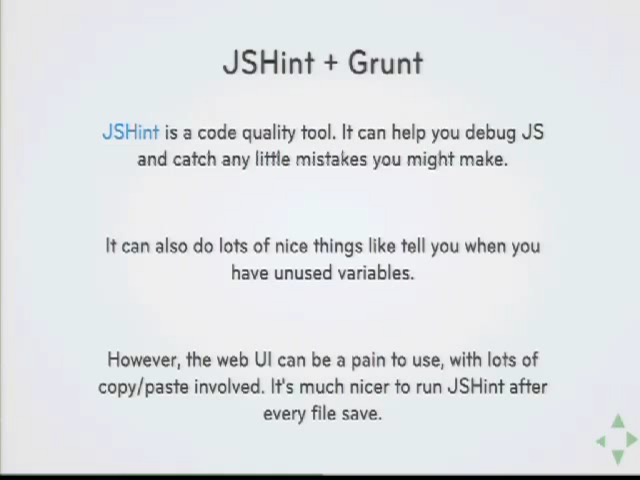 JSHint + Grunt
JSHint is a code quality tool. It can help you debug JS
and catch any little mistakes you might make.
It can also do lots of nice things like tell you when you
have unused variables.
However, the web UI can be a pain to use, with lots of
copy/paste involved. It's much nicer to run JSHint after
every file save.